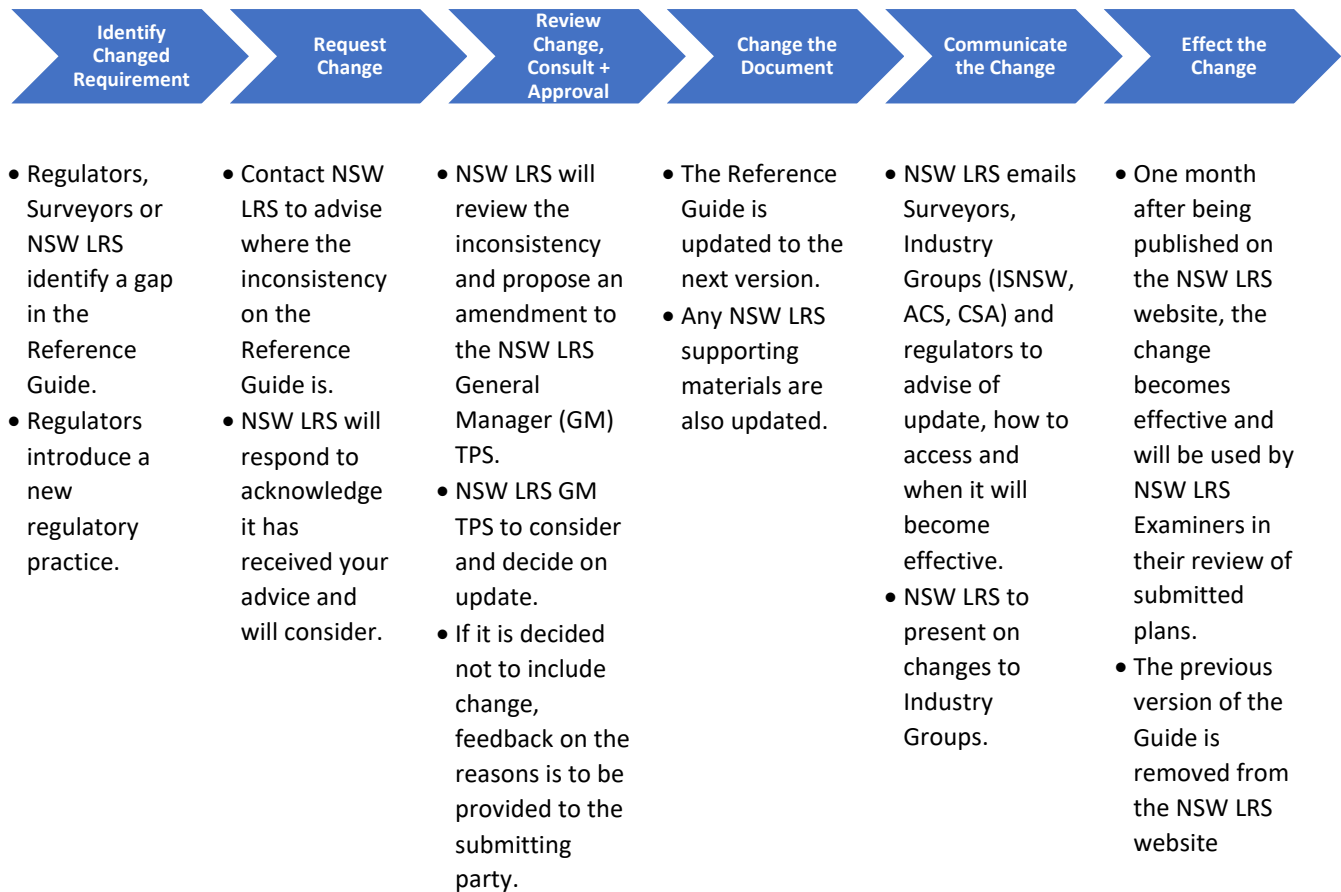 Identify
Changed
Requirement
Request
Change
Review
Change,
Consult +
Approval
Change the
Document
Communicate
the Change
Effect the
Change
• Regulators,
Surveyors or
NSW LRS
identify a gap
in the
Reference
Guide.
• Regulators
introduce a
new
regulatory
practice.
• Contact NSW
LRS to advise
where the
inconsistency
on the
Reference
Guide is.
• NSW LRS will
respond to
acknowledge
it has
received your
advice and
will consider.
• NSW LRS will
review the
inconsistency
and propose an
amendment to
the NSW LRS
General
Manager (GM)
TPS.
• NSW LRS GM
TPS to consider
and decide on
update.
• If it is decided
not to include
change,
feedback on the
reasons is to be
provided to the
submitting
party.
• The Reference
Guide is
updated to the
next version.
• Any NSW LRS
supporting
materials are
also updated.
• NSW LRS emails
Surveyors,
Industry
Groups (ISNSW,
ACS, CSA) and
regulators to
advise of
update, how to
access and
when it will
become
effective.
• NSW LRS to
present on
changes to
Industry
Groups.
• One month
after being
published on
the NSW LRS
website, the
change
becomes
effective and
will be used by
NSW LRS
Examiners in
their review of
submitted
plans.
• The previous
version of the
Guide is
removed from
the NSW LRS
website